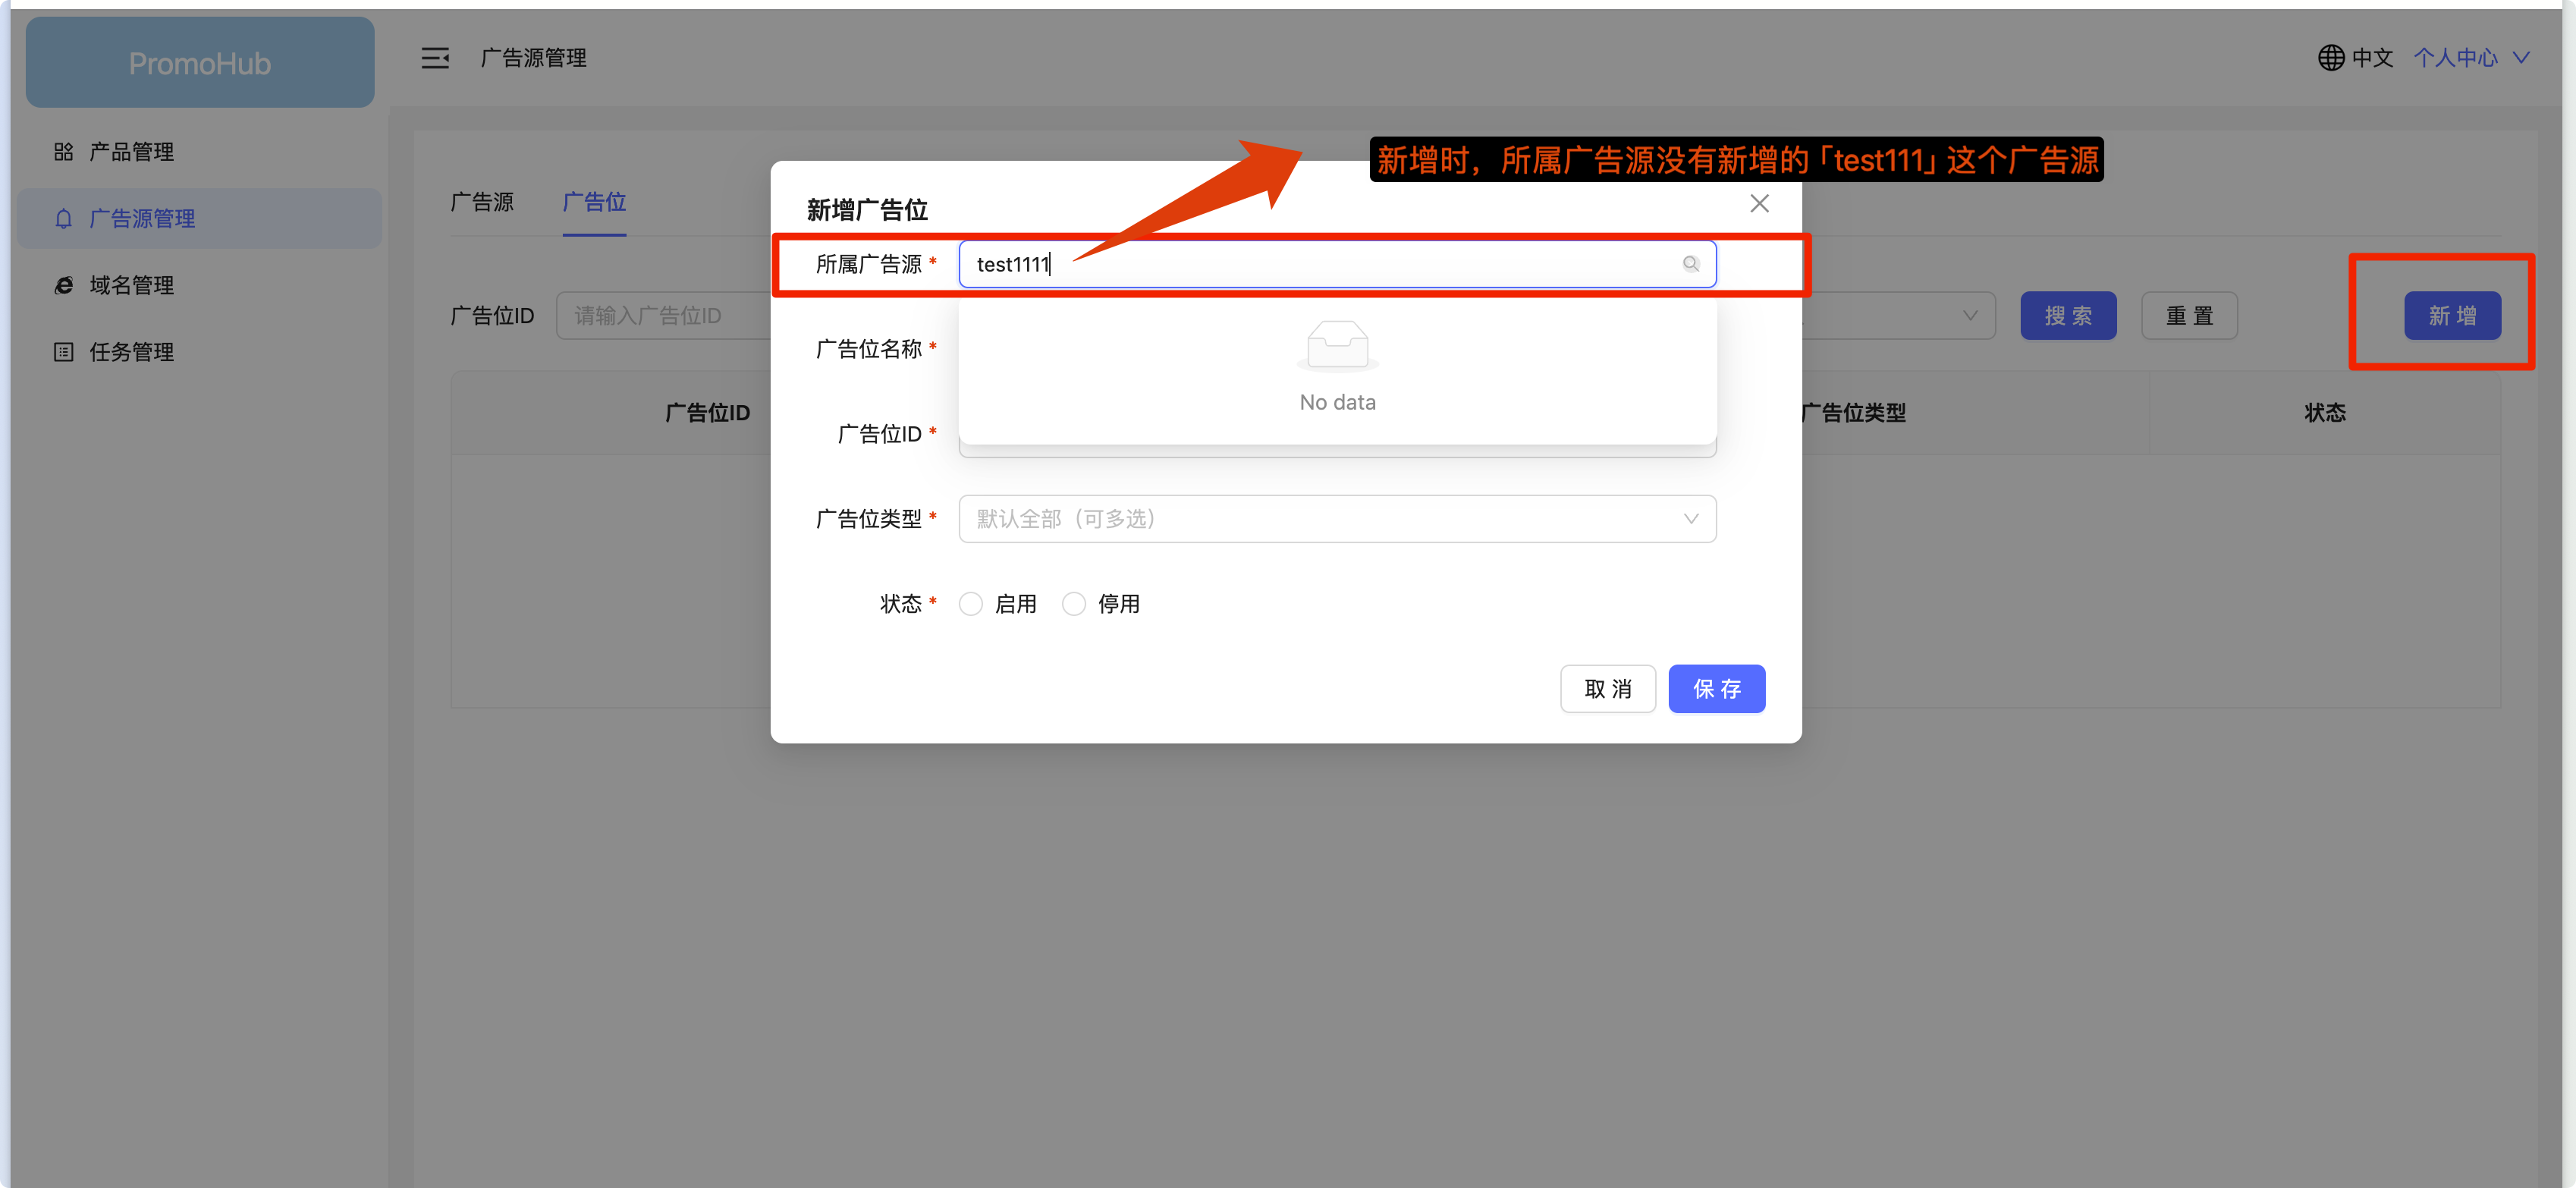 PromoHub
广告源管理
中文
个人中心
产品管理
广告源管理
域名管理
任务管理
新增时，所属广告源没有新增的「test111」这个广告源
广告源
广告位
新增广告位
所属广告源 *
test1111
广告位ID
请输入广告位ID
搜 索
重 置
新 增
广告位名称 *
No data
广告位ID
广告位类型
状态
广告位ID *
广告位类型 *
默认全部（可多选）
状态 *
启用
停用
取 消
保 存